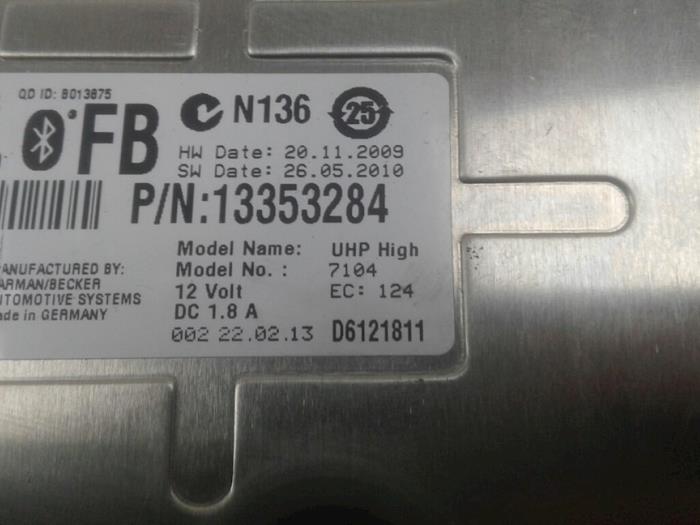 QD ID: B013875
FB N136 25
HW Date: 20.11.2009
SW Date: 26.05.2010
P/N:13353284
Model Name: UHP High
Model No. : 7104
12 Volt EC: 124
DC 1.8 A
002 22.02.13 D6121811
ANUFACTURED BY:
ARMAN/BECKER
UTOMOTIVE SYSTEMS
ade in GERMANY